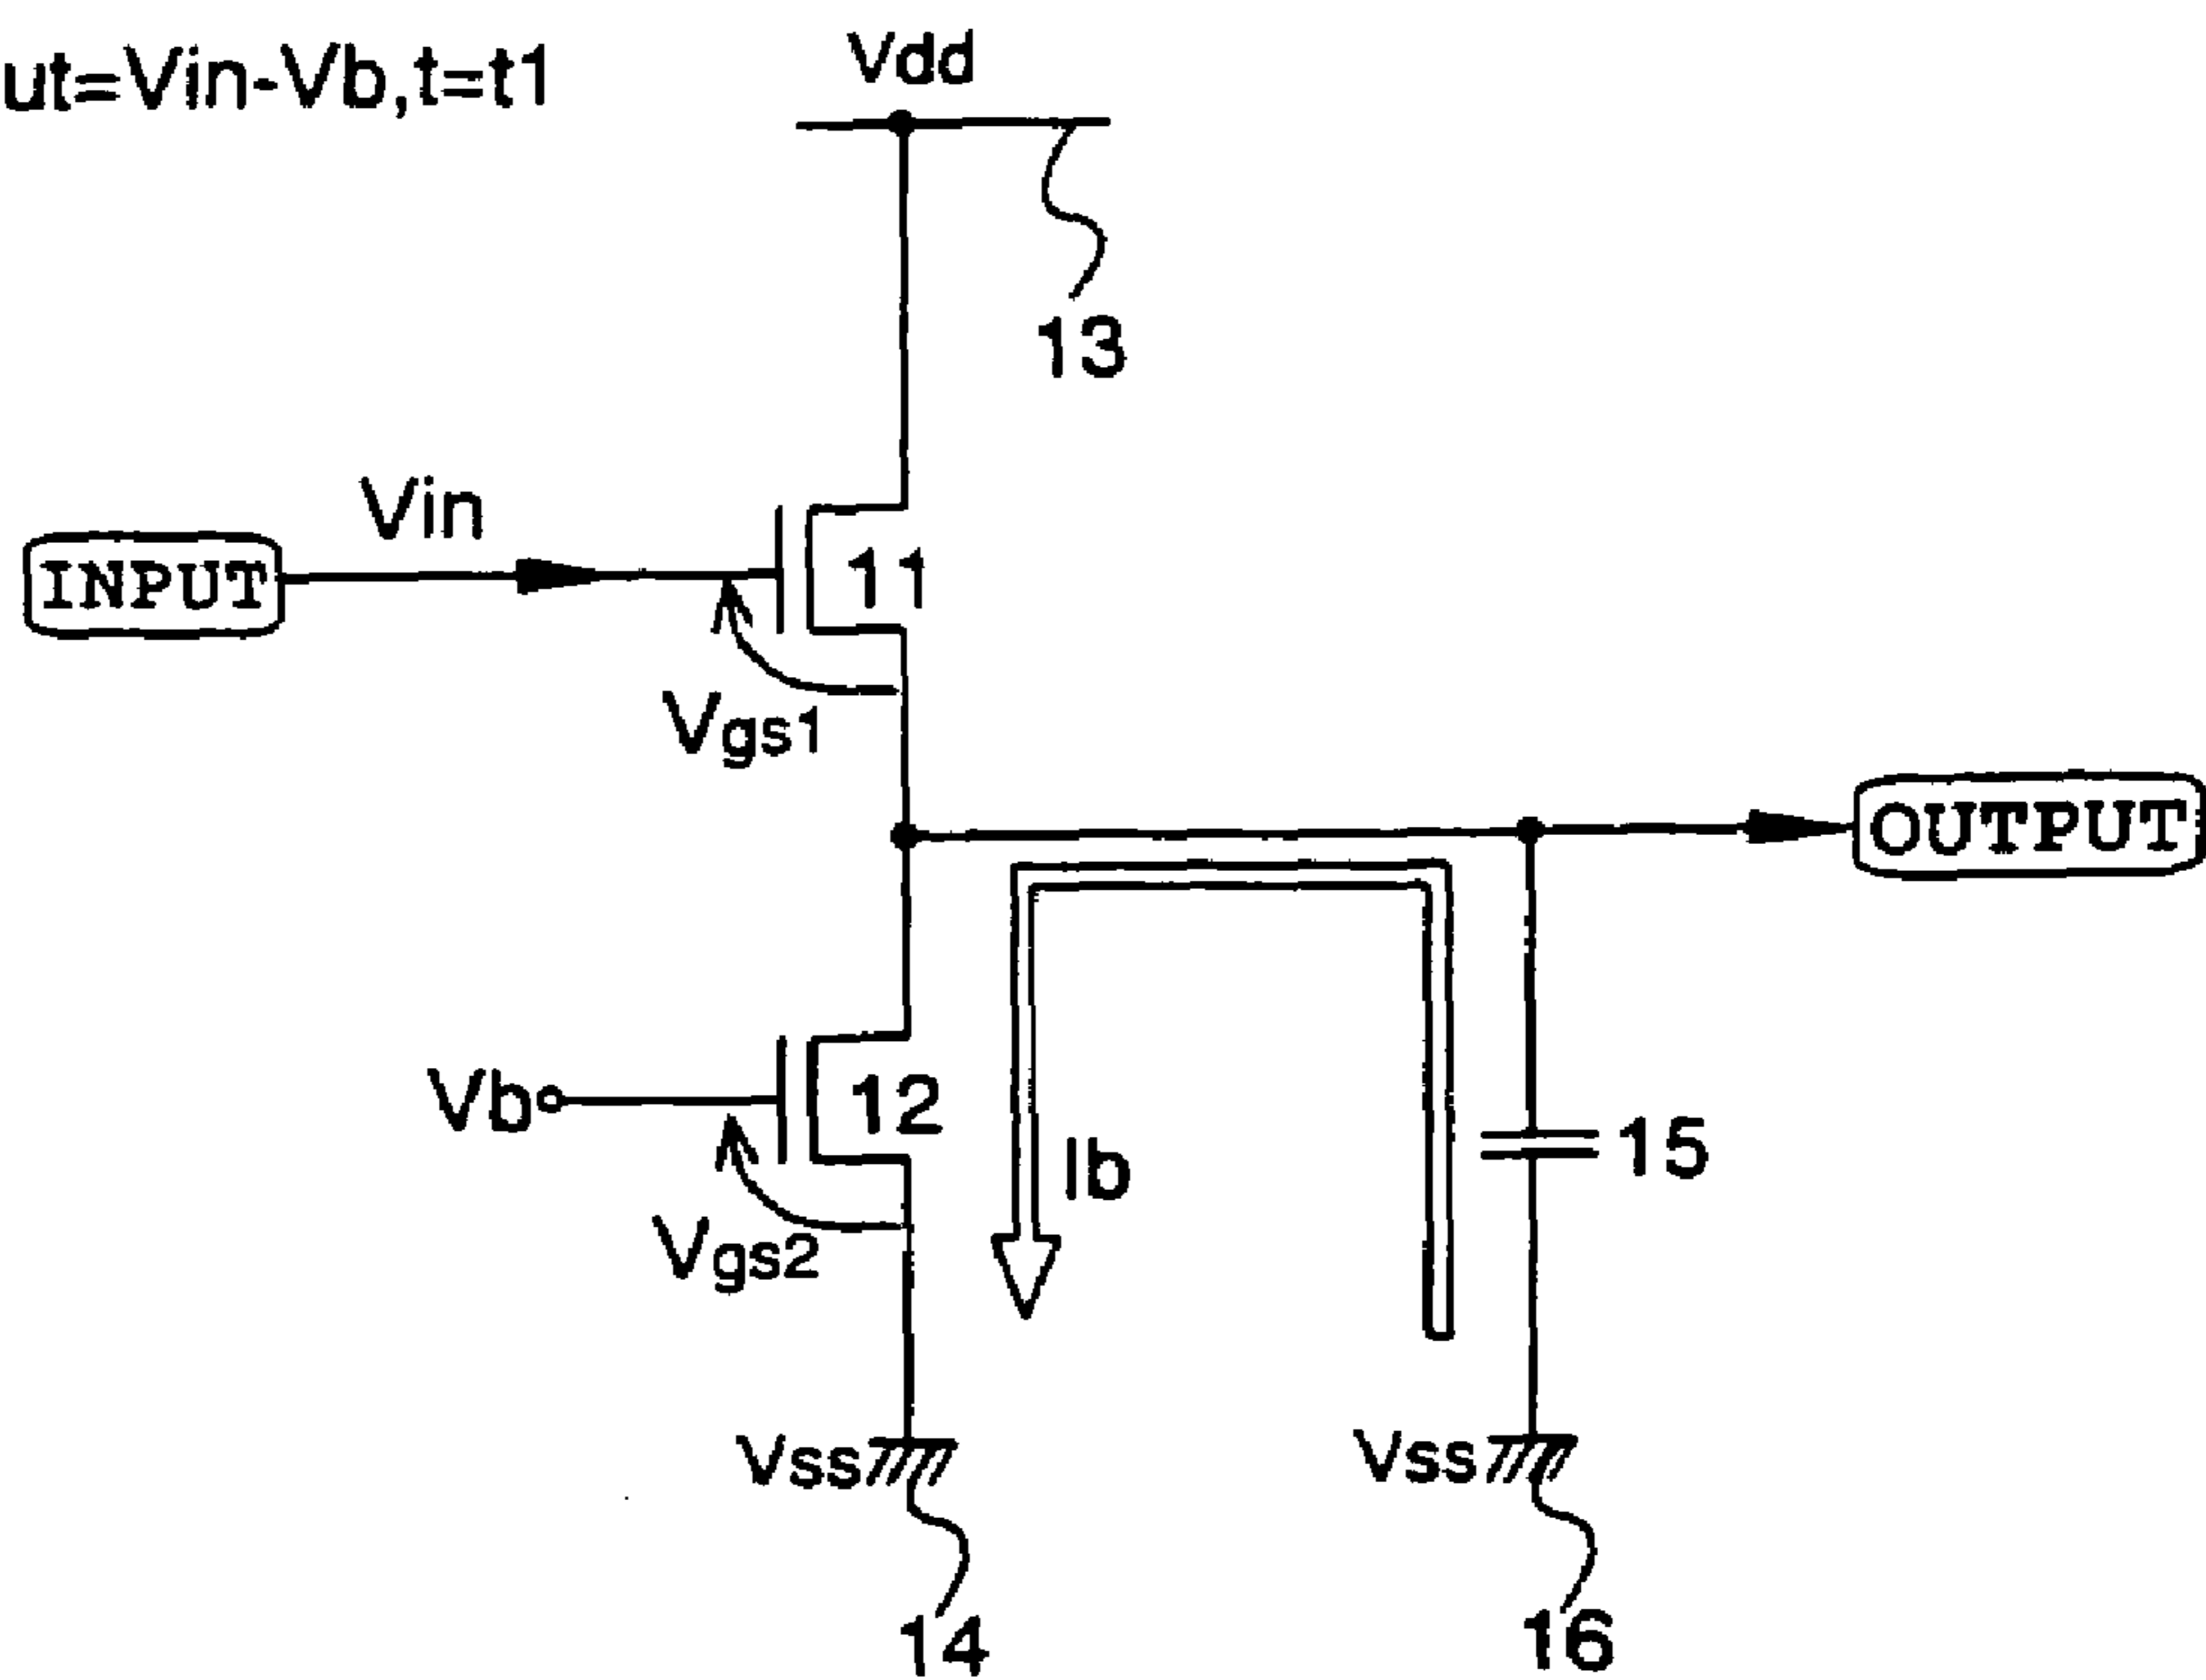 ut=Vin-Vb,t=t1
Vdd
13
Vin
INPUT
11
Vgs1
OUTPUT
Vb
12
Ib
15
Vgs2
Vss
Vss
14
16